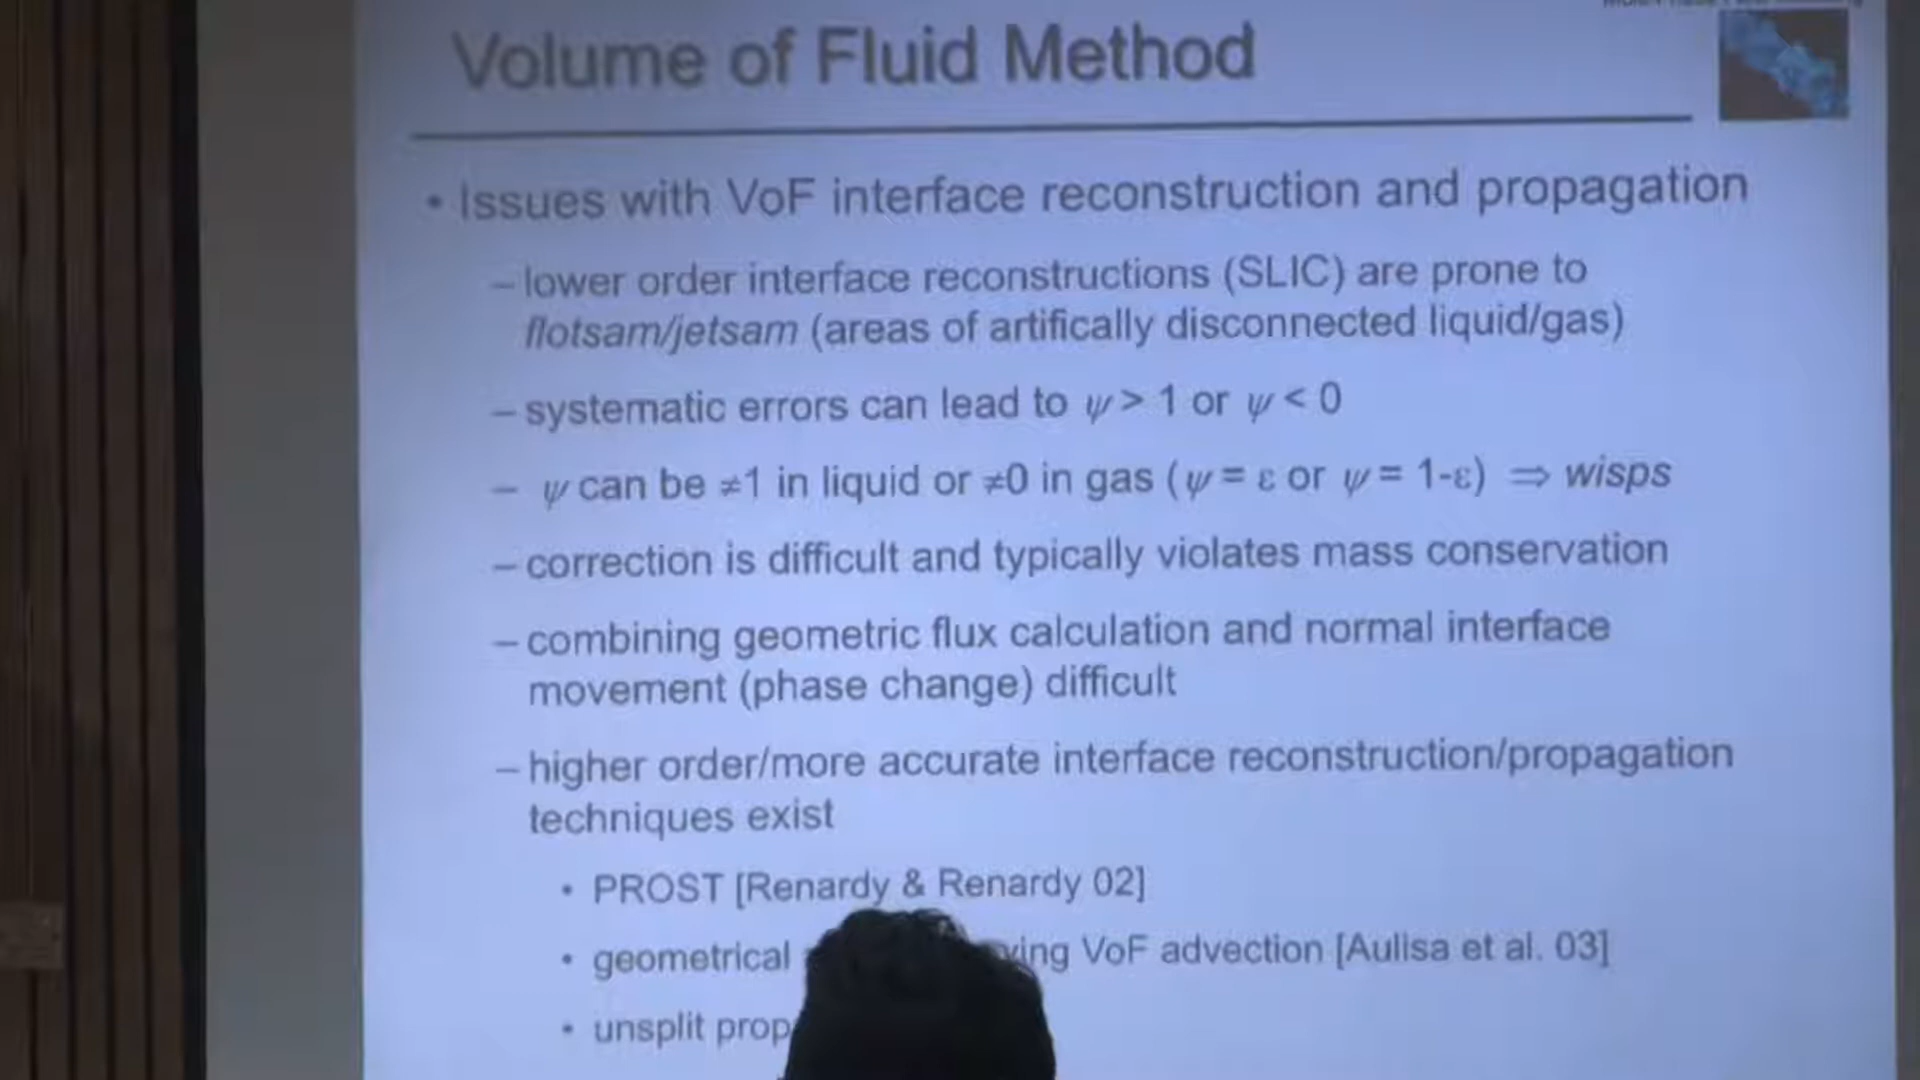 Volume of Fluid Method
• Issues with VoF interface reconstruction and propagation
– lower order interface reconstructions (SLIC) are prone to
flotsam/jetsam (areas of artifically disconnected liquid/gas)
– systematic errors can lead to ψ > 1 or ψ < 0
– ψ can be ≠1 in liquid or ≠0 in gas (ψ = ε or ψ = 1-ε) ⇒ wisps
– correction is difficult and typically violates mass conservation
– combining geometric flux calculation and normal interface
movement (phase change) difficult
– higher order/more accurate interface reconstruction/propagation
techniques exist
• PROST [Renardy & Renardy 02]
• geometrical VoF advection [Aulisa et al. 03]
• unsplit